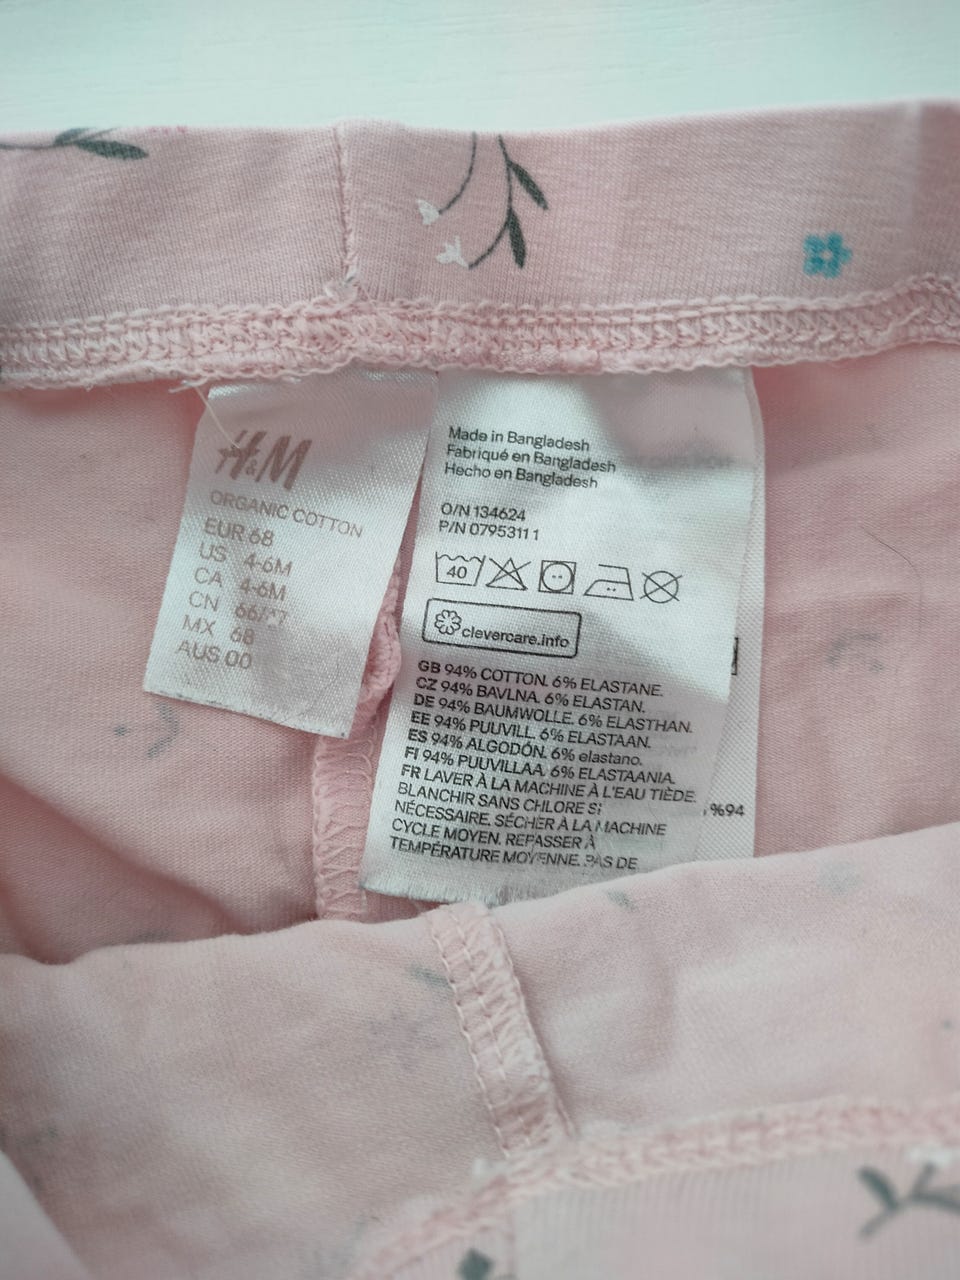 H&M
ORGANIC COTTON
EUR 68
US 4-6M
CA 4-6M
CN 66/
MX 68
AUS 00
Made in Bangladesh
Fabriqué en Bangladesh
Hecho en Bangladesh
O/N 134624
P/N 0795311 1
40
clevercare.info
GB 94% COTTON. 6% ELASTANE.
CZ 94% BAVLNA. 6% ELASTAN.
DE 94% BAUMWOLLE. 6% ELASTHAN.
EE 94% PUUVILL. 6% ELASTAAN.
ES 94% ALGODÓN. 6% elastano.
FI 94% PUUVILLAA. 6% ELASTAANIA.
FR LAVER À LA MACHINE À L'EAU TIÈDE.
BLANCHIR SANS CHLORE SI
NÉCESSAIRE. SÉCHER À LA MACHINE
CYCLE MOYEN. REPASSER À
TEMPÉRATURE MOYENNE. PAS DE
%94